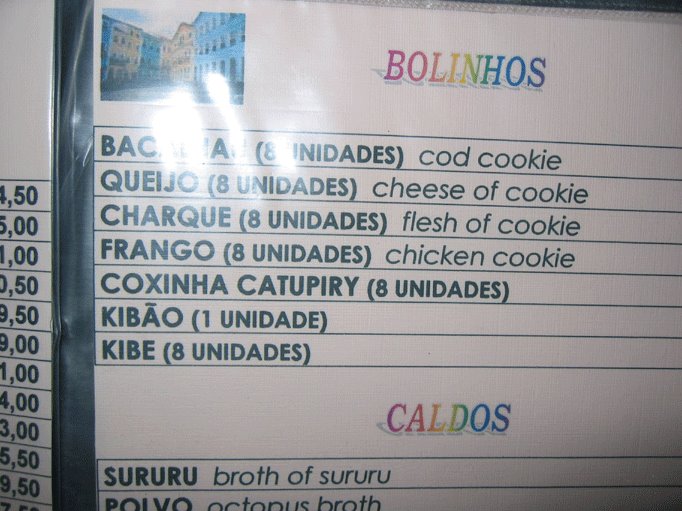 BOLINHOS
(8 UNIDADES) cod cookie
QUEIJO (8 UNIDADES) cheese of cookie
CHARQUE (8 UNIDADES) flesh of cookie
FRANGO (8 UNIDADES) chicken cookie
COXINHA CATUPIRY (8 UNIDADES)
KIBÃO (1 UNIDADE)
KIBE (8 UNIDADES)
CALDOS
SURURU broth of sururu
POLVO octopus broth
4,50
5,00
1,00
0,50
9,50
9,00
1,00
4,00
3,00
5,50
9,50